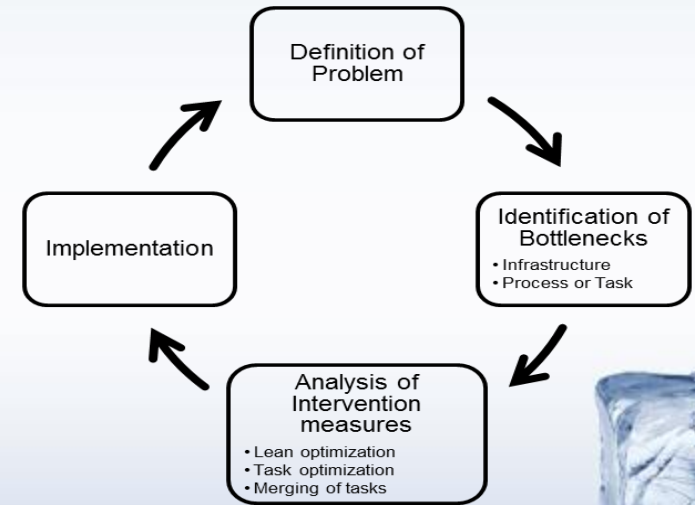 Definition of
Problem
Identification of
Bottlenecks
• Infrastructure
• Process or Task
Analysis of
Intervention
measures
• Lean optimization
• Task optimization
• Merging of tasks
Implementation